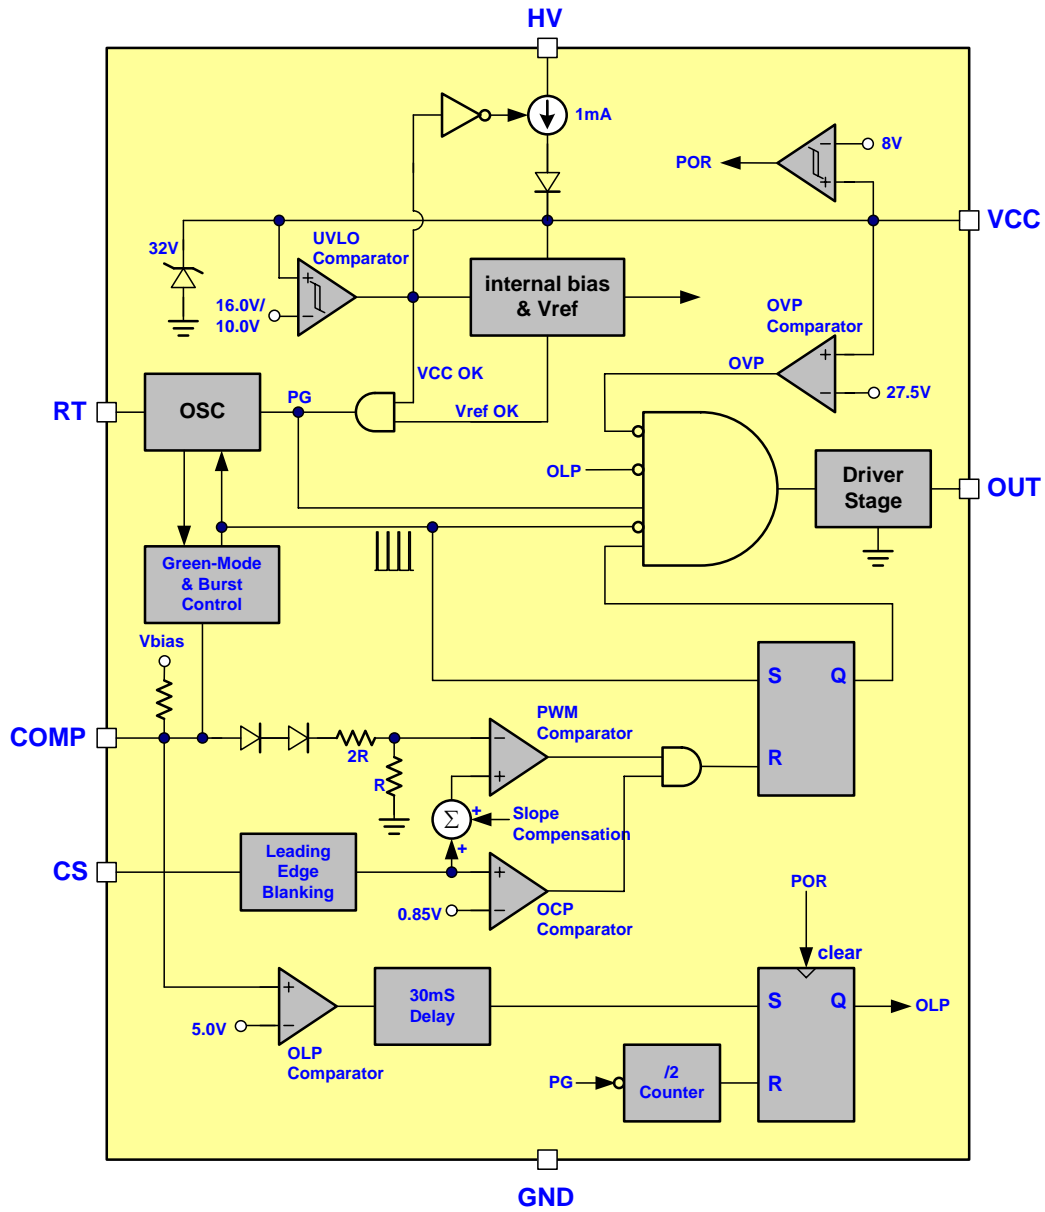 HV
1mA
POR
8V
VCC
32V
UVLO
Comparator
16.0V/
10.0V
internal bias
& Vref
OVP
Comparator
OVP
27.5V
VCC OK
Vref OK
PG
RT
OSC
OLP
Driver
Stage
OUT
Green-Mode
& Burst
Control
Vbias
S
Q
R
COMP
2R
R
PWM
Comparator
+
Σ
+
Slope
Compensation
CS
Leading
Edge
Blanking
0.85V
OCP
Comparator
POR
clear
5.0V
OLP
Comparator
30mS
Delay
S
Q
OLP
R
PG
/2
Counter
GND